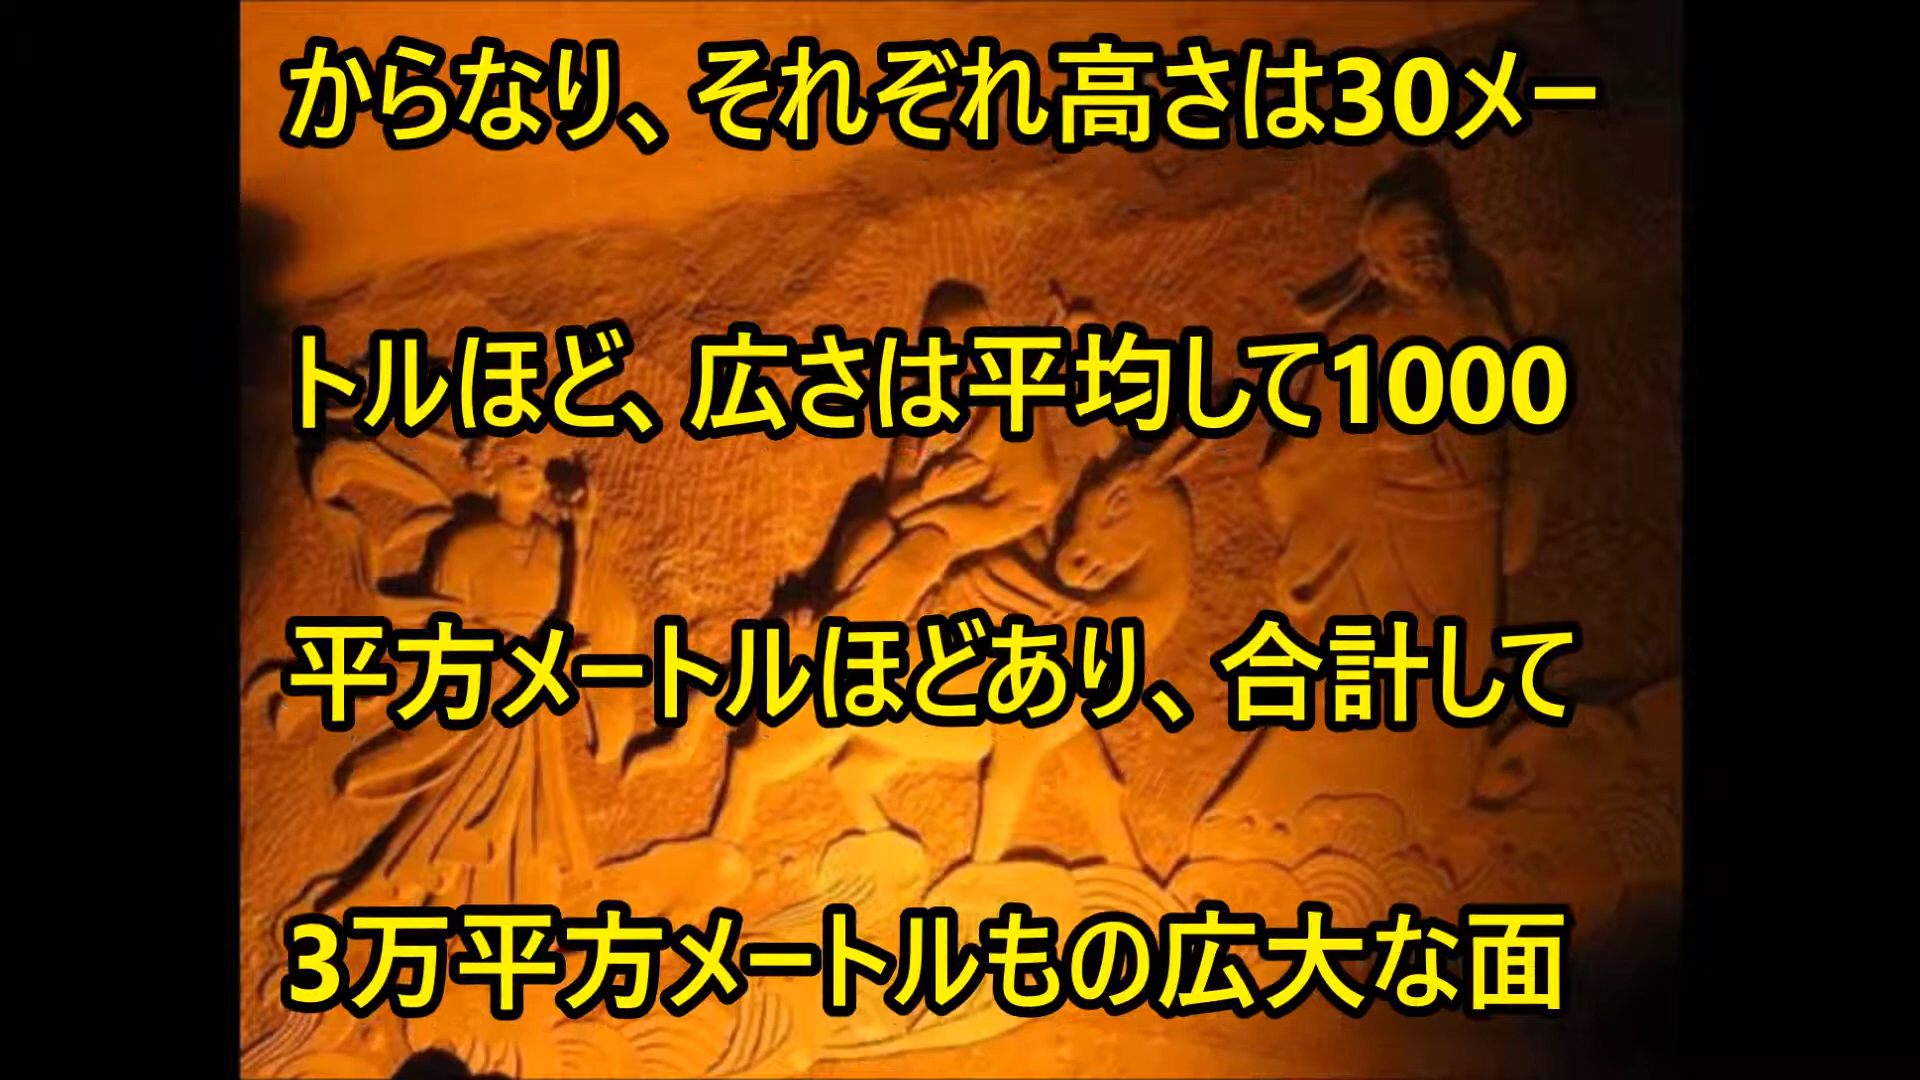 からなり、それぞれ高さは30メー
トルほど、広さは平均して1000
平方メートルほどあり、合計して
3万平方メートルもの広大な面